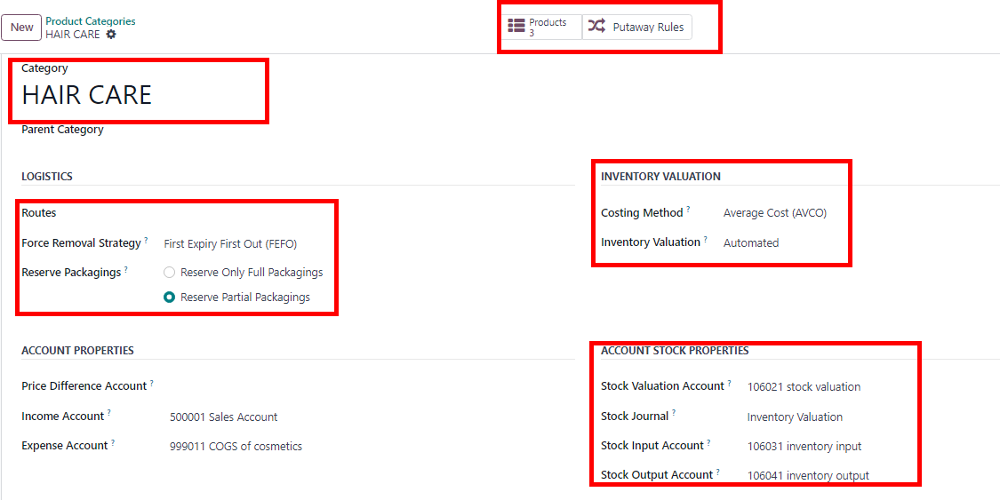 New
Product Categories
HAIR CARE
Products
3
Putaway Rules
Category
HAIR CARE
Parent Category
LOGISTICS
Routes
Force Removal Strategy ? First Expiry First Out (FEFO)
Reserve Packagings ? Reserve Only Full Packagings
Reserve Partial Packagings
INVENTORY VALUATION
Costing Method ? Average Cost (AVCO)
Inventory Valuation ? Automated
ACCOUNT PROPERTIES
Price Difference Account ?
Income Account ? 500001 Sales Account
Expense Account ? 999011 COGS of cosmetics
ACCOUNT STOCK PROPERTIES
Stock Valuation Account ? 106021 stock valuation
Stock Journal ? Inventory Valuation
Stock Input Account ? 106031 inventory input
Stock Output Account ? 106041 inventory output